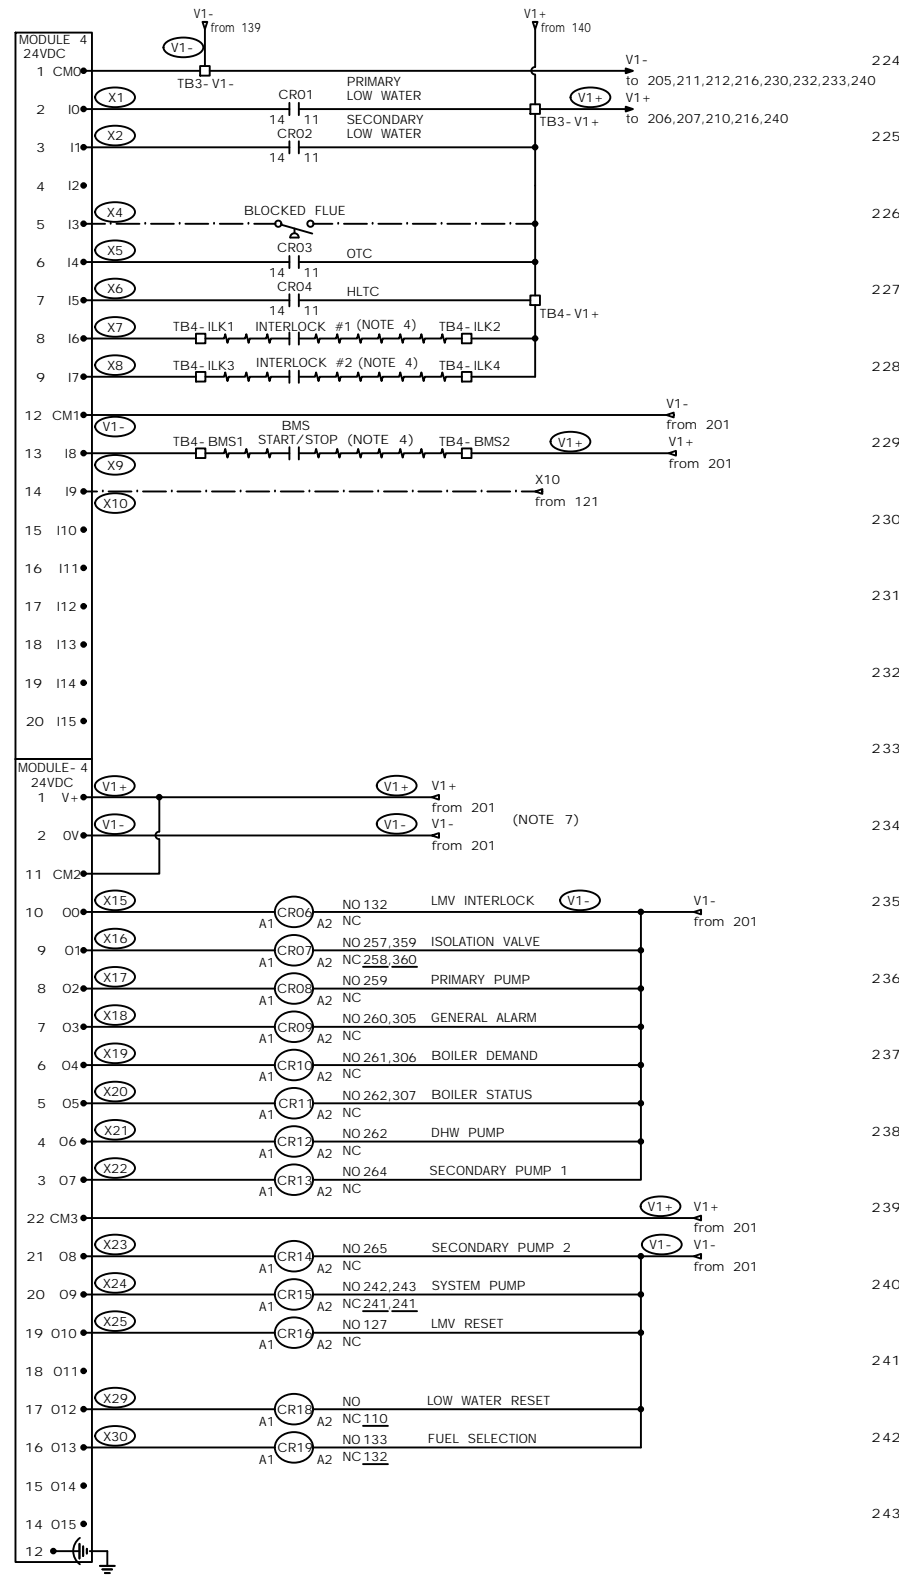 V1-
from 139
V1+
from 140
MODULE 4
24VDC
V1-
1 CM0
TB3-V1-
V1-
to 205,211,212,216,230,232,233,240
224
2 I0
X1
CR01
14 11
PRIMARY
LOW WATER
V1+
V1+
to 206,207,210,216,240
TB3-V1+
3 I1
X2
CR02
14 11
SECONDARY
LOW WATER
225
4 I2
5 I3
X4
BLOCKED FLUE
226
6 I4
X5
CR03
14 11
OTC
7 I5
X6
CR04
14 11
HLTC
TB4-V1+
227
8 I6
X7
TB4-ILK1 INTERLOCK #1 (NOTE 4) TB4-ILK2
9 I7
X8
TB4-ILK3 INTERLOCK #2 (NOTE 4) TB4-ILK4
228
12 CM1
V1-
V1-
from 201
13 I8
X9
TB4-BMS1
BMS
START/STOP (NOTE 4)
TB4-BMS2
V1+
V1+
from 201
229
14 I9
X10
X10
from 121
15 I10
230
16 I11
17 I12
231
18 I13
19 I14
232
20 I15
233
MODULE-4
24VDC
1 V+
V1+
V1+
V1+
from 201
2 0V
V1-
V1-
V1-
from 201
(NOTE 7)
234
11 CM2
10 O0
X15
CR06
A1 A2
NO 132
NC
LMV INTERLOCK
V1-
V1-
from 201
235
9 O1
X16
CR07
A1 A2
NO 257,359
NC 258,360
ISOLATION VALVE
8 O2
X17
CR08
A1 A2
NO 259
NC
PRIMARY PUMP
236
7 O3
X18
CR09
A1 A2
NO 260,305
NC
GENERAL ALARM
6 O4
X19
CR10
A1 A2
NO 261,306
NC
BOILER DEMAND
237
5 O5
X20
CR11
A1 A2
NO 262,307
NC
BOILER STATUS
4 O6
X21
CR12
A1 A2
NO 262
NC
DHW PUMP
238
3 O7
X22
CR13
A1 A2
NO 264
NC
SECONDARY PUMP 1
22 CM3
V1+
V1+
from 201
239
21 O8
X23
CR14
A1 A2
NO 265
NC
SECONDARY PUMP 2
V1-
V1-
from 201
20 O9
X24
CR15
A1 A2
NO 242,243
NC 241,241
SYSTEM PUMP
240
19 O10
X25
CR16
A1 A2
NO 127
NC
LMV RESET
18 O11
241
17 O12
X29
CR18
A1 A2
NO
NC 110
LOW WATER RESET
16 O13
X30
CR19
A1 A2
NO 133
NC 132
FUEL SELECTION
242
15 O14
14 O15
243
12